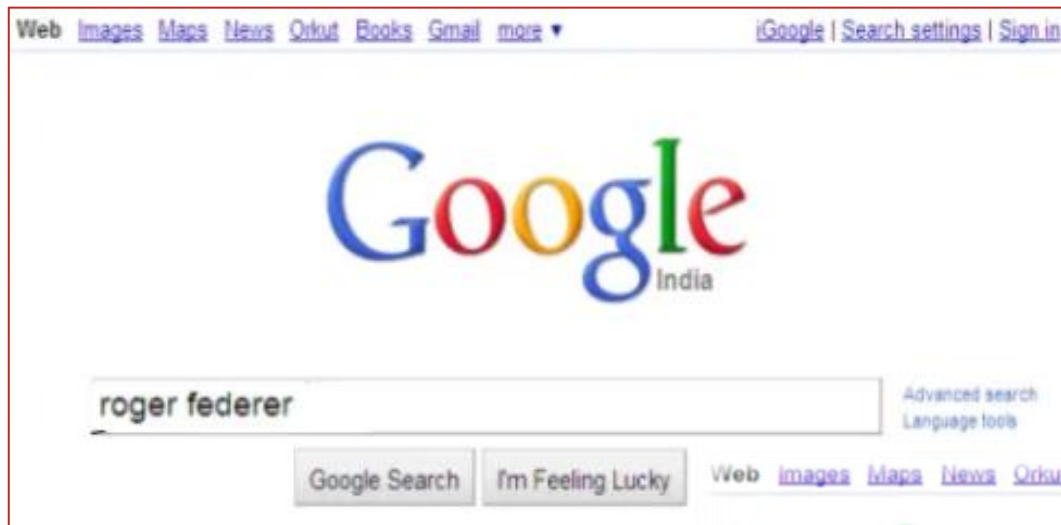 Web Images Maps News Orkut Books Gmail more ▼ iGoogle | Search settings | Sign in
Google
India
roger federer
Advanced search
Language tools
Google Search I'm Feeling Lucky
Web Images Maps News Orku